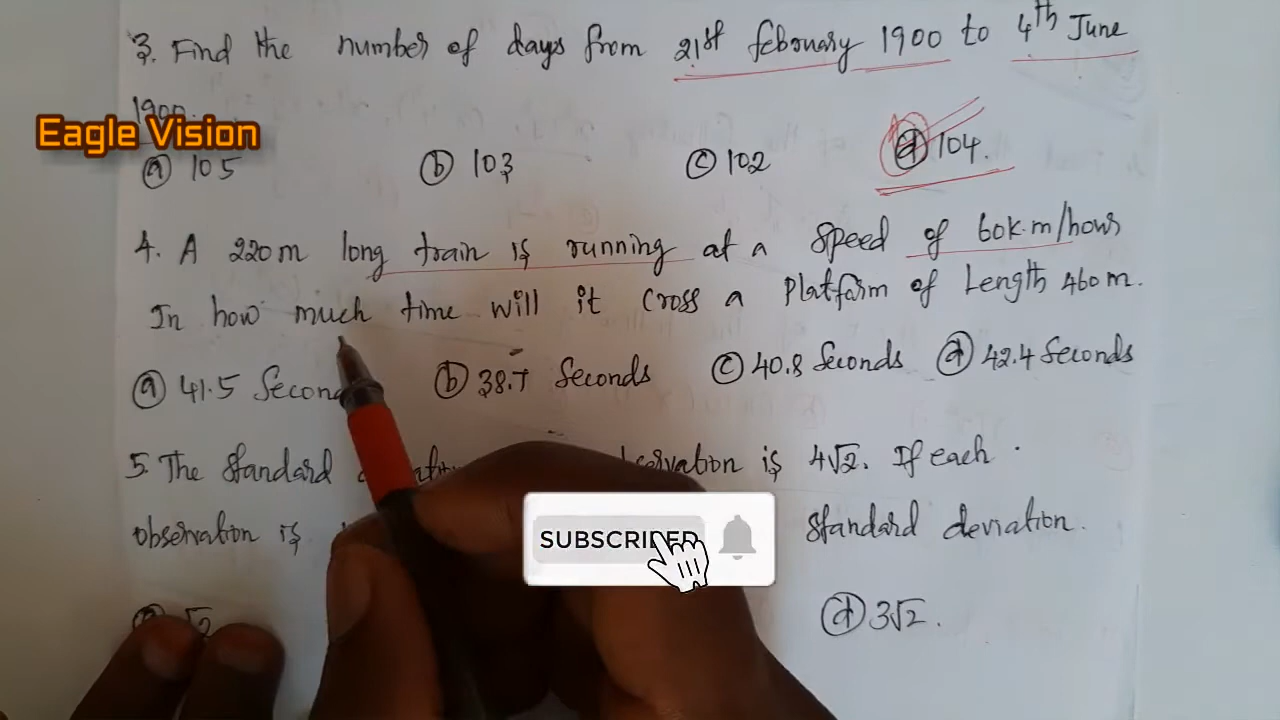 3. Find the number of days from 21st february 1900 to 4th June
1900.
Eagle Vision
(a) 105 (b) 103 (c) 102 (d) 104.
4. A 220m long train is running at a speed of 60k.m/hour
In how much time will it cross a platform of Length 460m.
(a) 41.5 Second (b) 38.7 Seconds (c) 40.8 Seconds (d) 42.4 Seconds
5. The standard is 4√2. If each
observation is standard deviation.
SUBSCRIBED
√2 (d) 3√2.